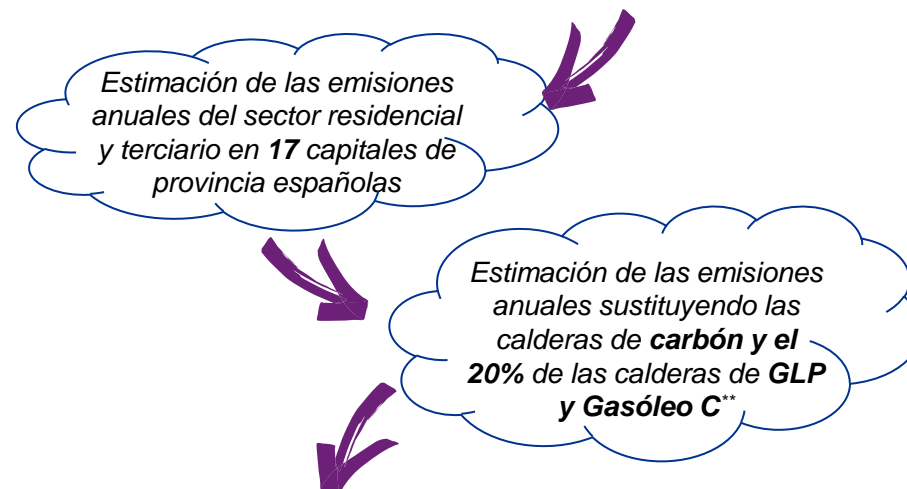 Estimación de las emisiones
anuales del sector residencial
y terciario en 17 capitales de
provincia españolas
Estimación de las emisiones
anuales sustituyendo las
calderas de carbón y el
20% de las calderas de GLP
y Gasóleo C**